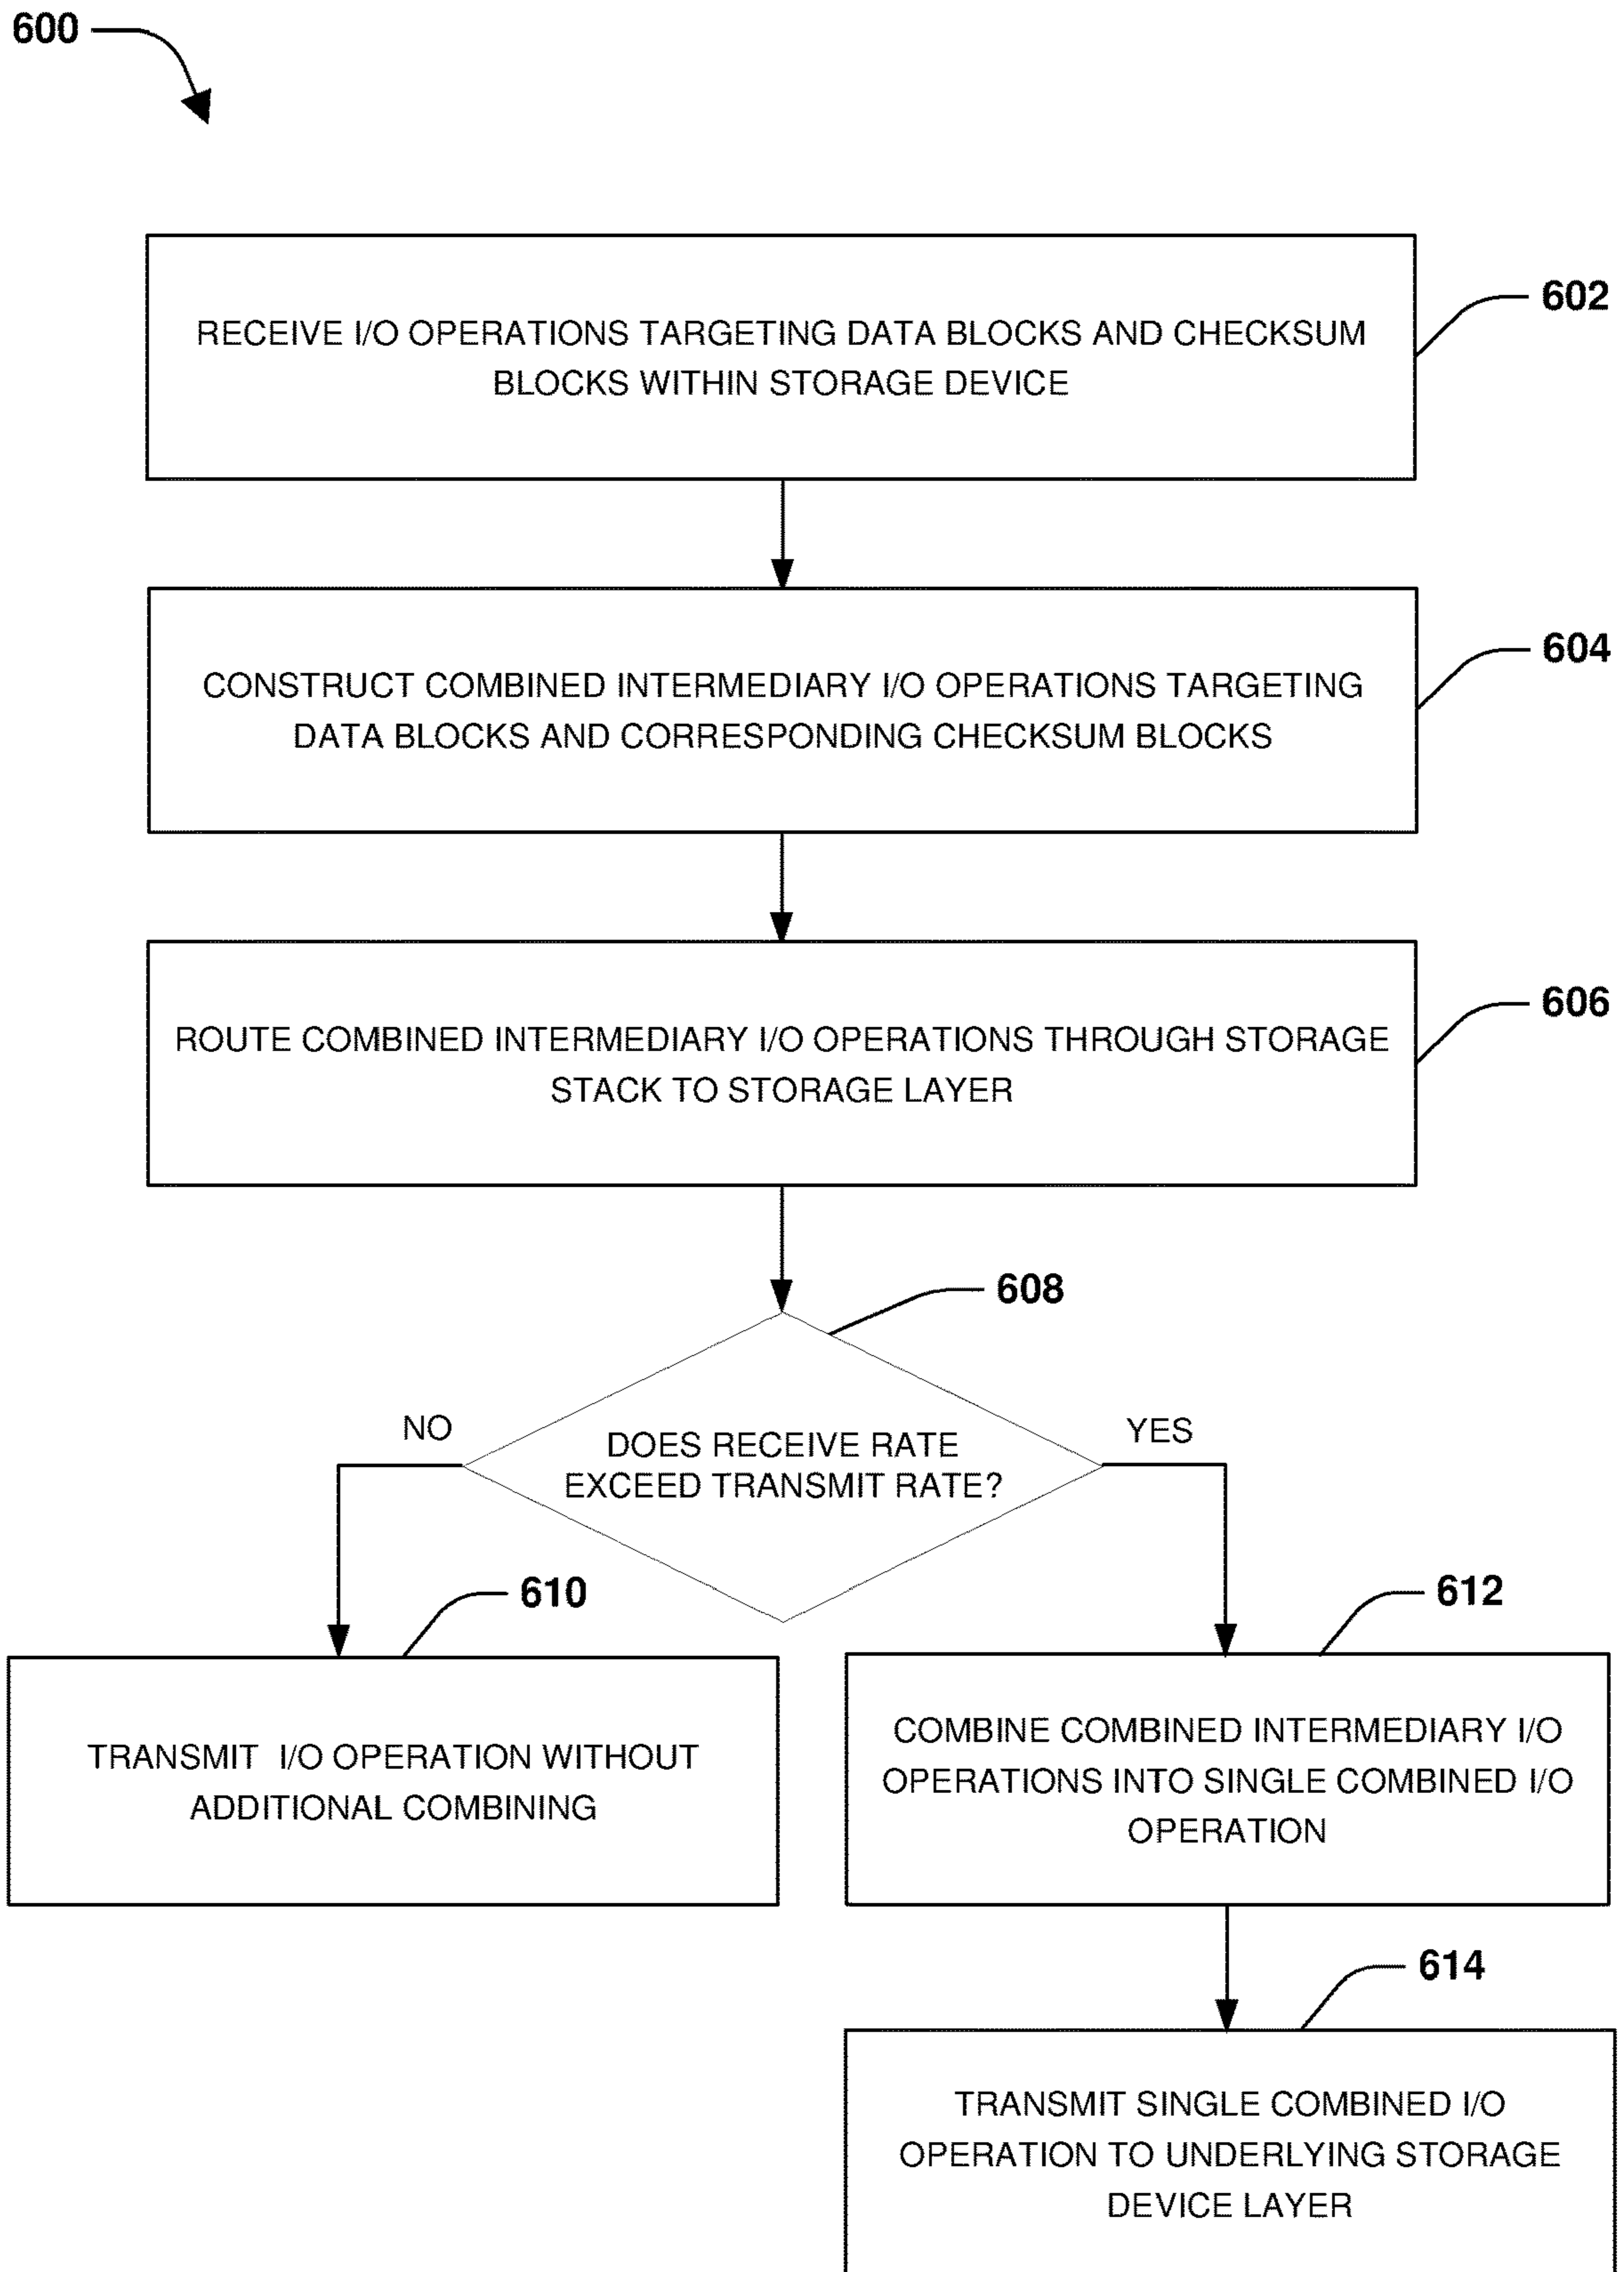 600
RECEIVE I/O OPERATIONS TARGETING DATA BLOCKS AND CHECKSUM
BLOCKS WITHIN STORAGE DEVICE
602
CONSTRUCT COMBINED INTERMEDIARY I/O OPERATIONS TARGETING
DATA BLOCKS AND CORRESPONDING CHECKSUM BLOCKS
604
ROUTE COMBINED INTERMEDIARY I/O OPERATIONS THROUGH STORAGE
STACK TO STORAGE LAYER
606
608
DOES RECEIVE RATE
EXCEED TRANSMIT RATE?
NO
YES
610
TRANSMIT I/O OPERATION WITHOUT
ADDITIONAL COMBINING
612
COMBINE COMBINED INTERMEDIARY I/O
OPERATIONS INTO SINGLE COMBINED I/O
OPERATION
614
TRANSMIT SINGLE COMBINED I/O
OPERATION TO UNDERLYING STORAGE
DEVICE LAYER